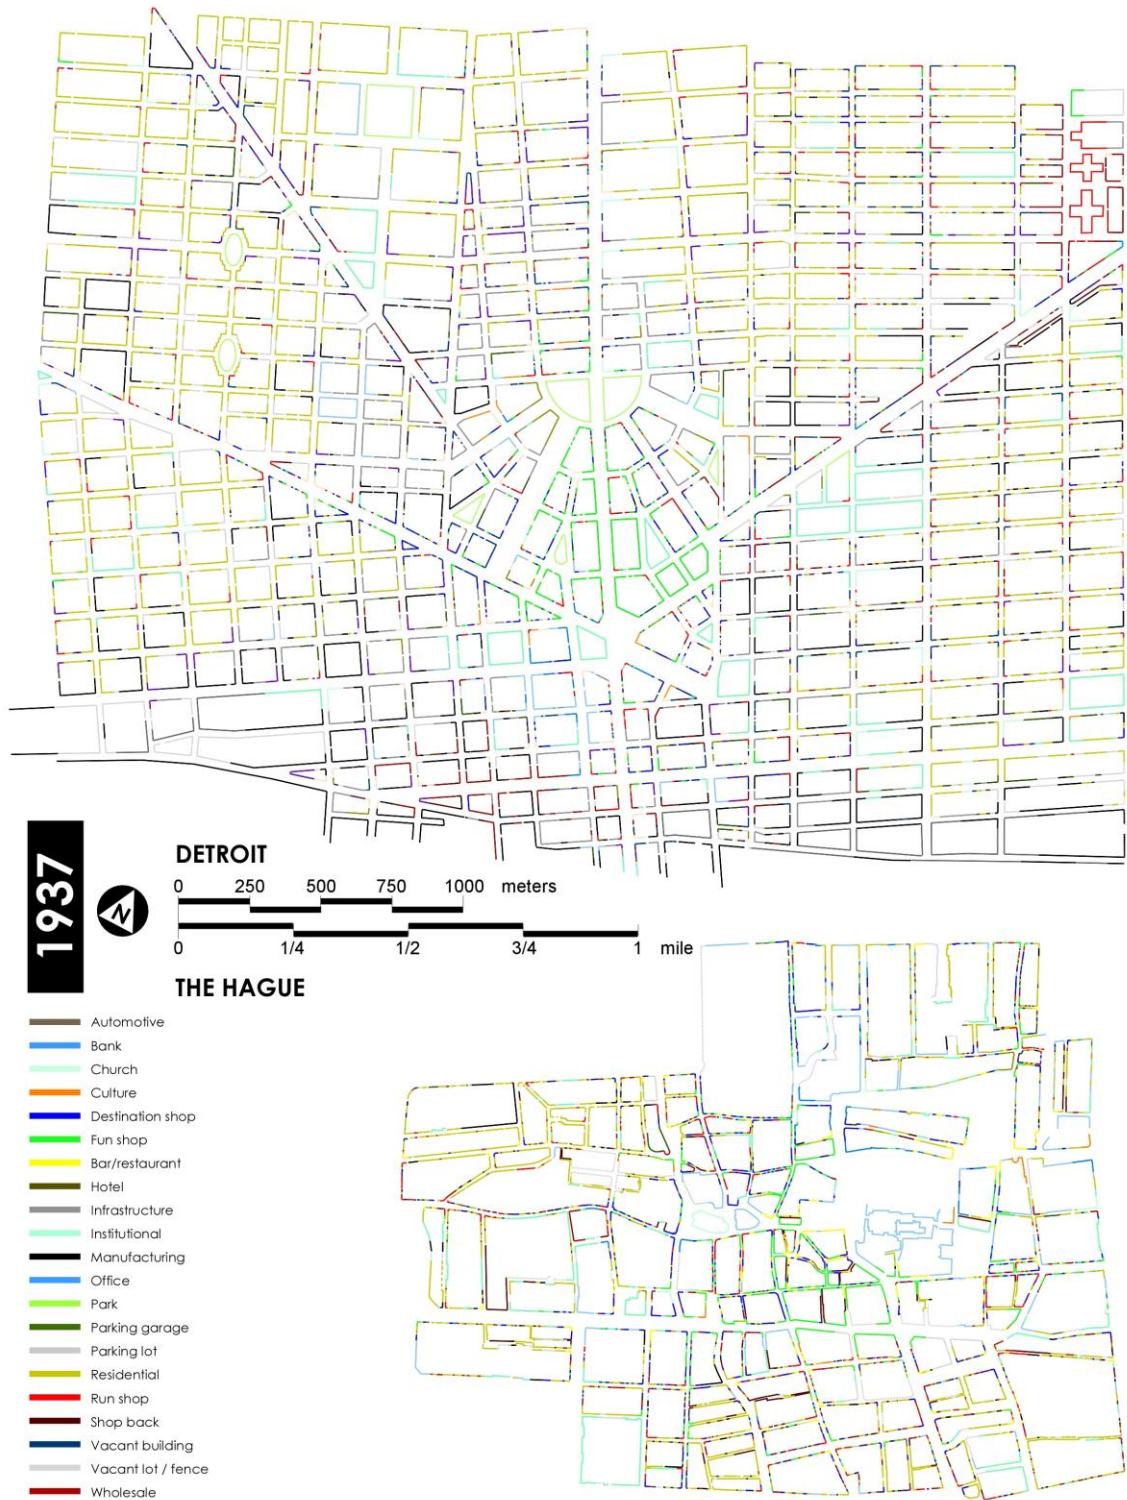 1937
DETROIT
0 250 500 750 1000 meters
N
0 1/4 1/2 3/4 1 mile
THE HAGUE
Automotive
Bank
Church
Culture
Destination shop
Fun shop
Bar/restaurant
Hotel
Infrastructure
Institutional
Manufacturing
Office
Park
Parking garage
Parking lot
Residential
Run shop
Shop back
Vacant building
Vacant lot / fence
Wholesale